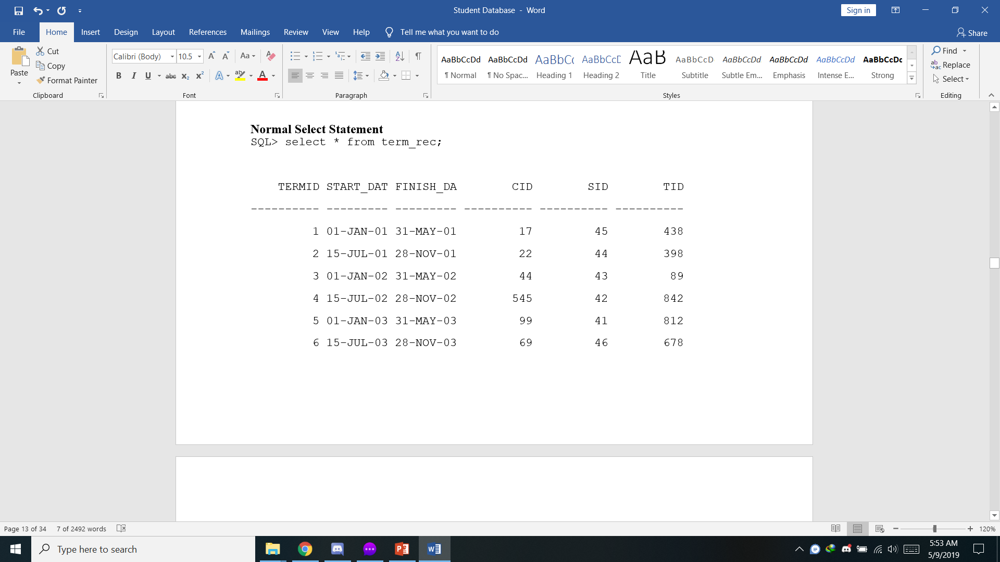 Student Database - Word
Sign in
File Home Insert Design Layout References Mailings Review View Help Tell me what you want to do Share
Paste
Cut
Copy
Format Painter
Clipboard
Calibri (Body) 10.5
Font
Paragraph
AaBbCcDd AaBbCcDd AaBbCc AaBbCcE AaB AaBbCcD AaBbCcDd AaBbCcDd AaBbCcDd AaBbCcDc
¶ Normal ¶ No Spac... Heading 1 Heading 2 Title Subtitle Subtle Em... Emphasis Intense E... Strong
Styles
Find
Replace
Select
Editing
Normal Select Statement
SQL> select * from term_rec;
TERMID START_DAT FINISH_DA CID SID TID
---------- --------- --------- ---------- ---------- ----------
1 01-JAN-01 31-MAY-01 17 45 438
2 15-JUL-01 28-NOV-01 22 44 398
3 01-JAN-02 31-MAY-02 44 43 89
4 15-JUL-02 28-NOV-02 545 42 842
5 01-JAN-03 31-MAY-03 99 41 812
6 15-JUL-03 28-NOV-03 69 46 678
Page 13 of 34 7 of 2492 words 120%
Type here to search
5:53 AM
5/9/2019